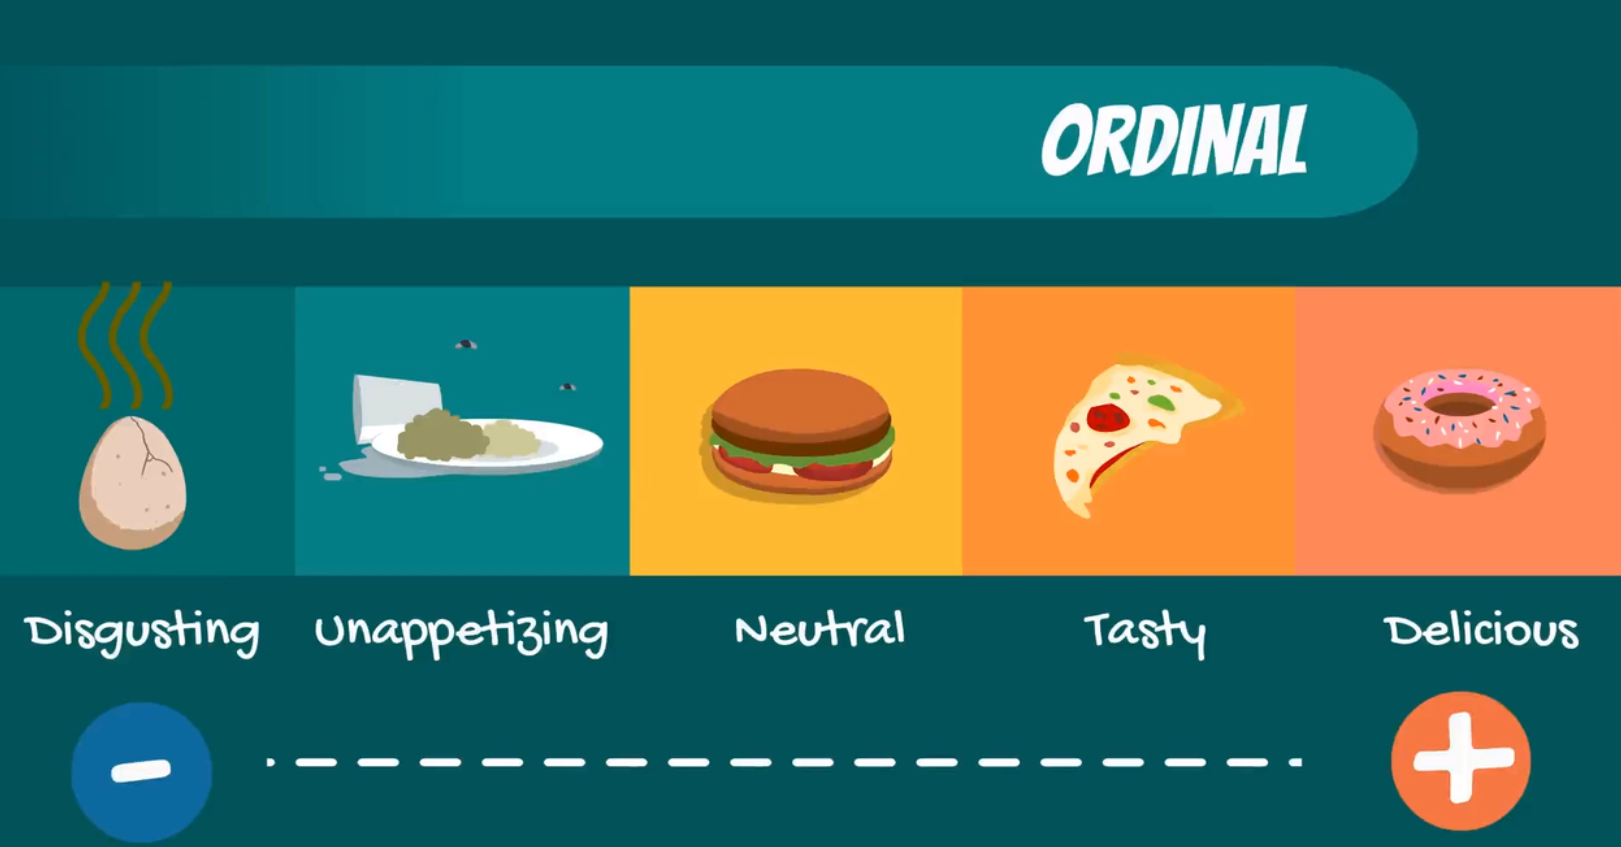 ORDINAL
Disgusting Unappetizing Neutral Tasty Delicious
- +